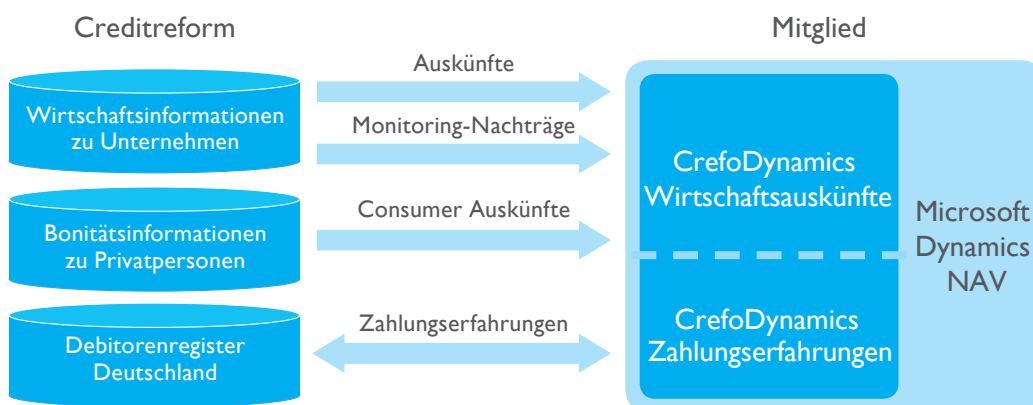 Creditreform
Mitglied
Wirtschaftsinformationen
zu Unternehmen
Auskünfte
Monitoring-Nachträge
CrefoDynamics
Wirtschaftsauskünfte
Bonitätsinformationen
zu Privatpersonen
Consumer Auskünfte
Microsoft
Dynamics
NAV
Debitorenregister
Deutschland
Zahlungserfahrungen
CrefoDynamics
Zahlungserfahrungen